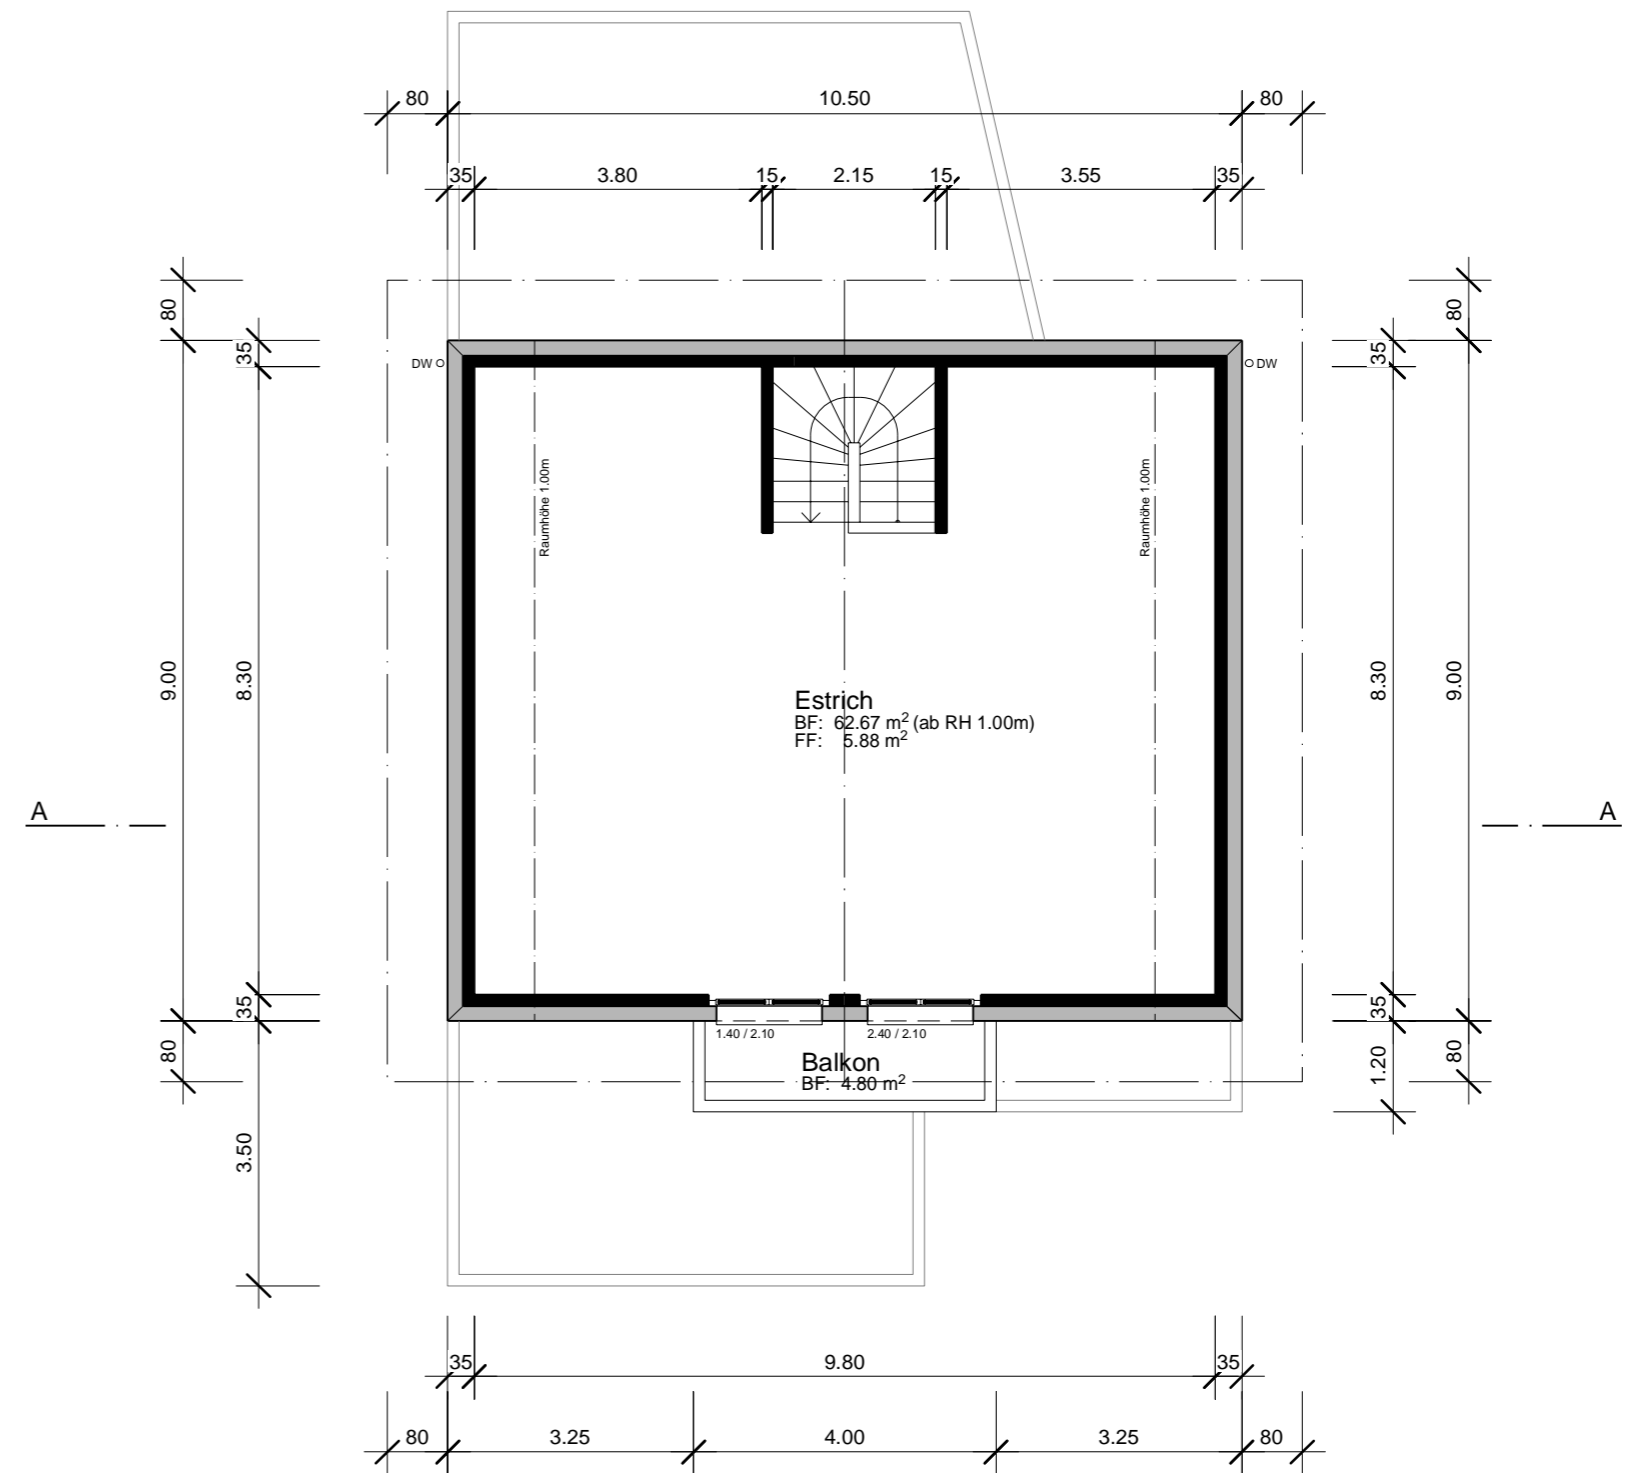 80 10.50 80
35 3.80 15 2.15 15 3.55 35
80
80
35
35
DW
DW
Raumhöhe 1.00m
Raumhöhe 1.00m
9.00
8.30
8.30
9.00
Estrich
BF: 62.67 m² (ab RH 1.00m)
FF: 5.88 m²
A
A
35
35
1.40 / 2.10
2.40 / 2.10
80
80
1.20
Balkon
BF: 4.80 m²
3.50
35 9.80 35
80 3.25 4.00 3.25 80